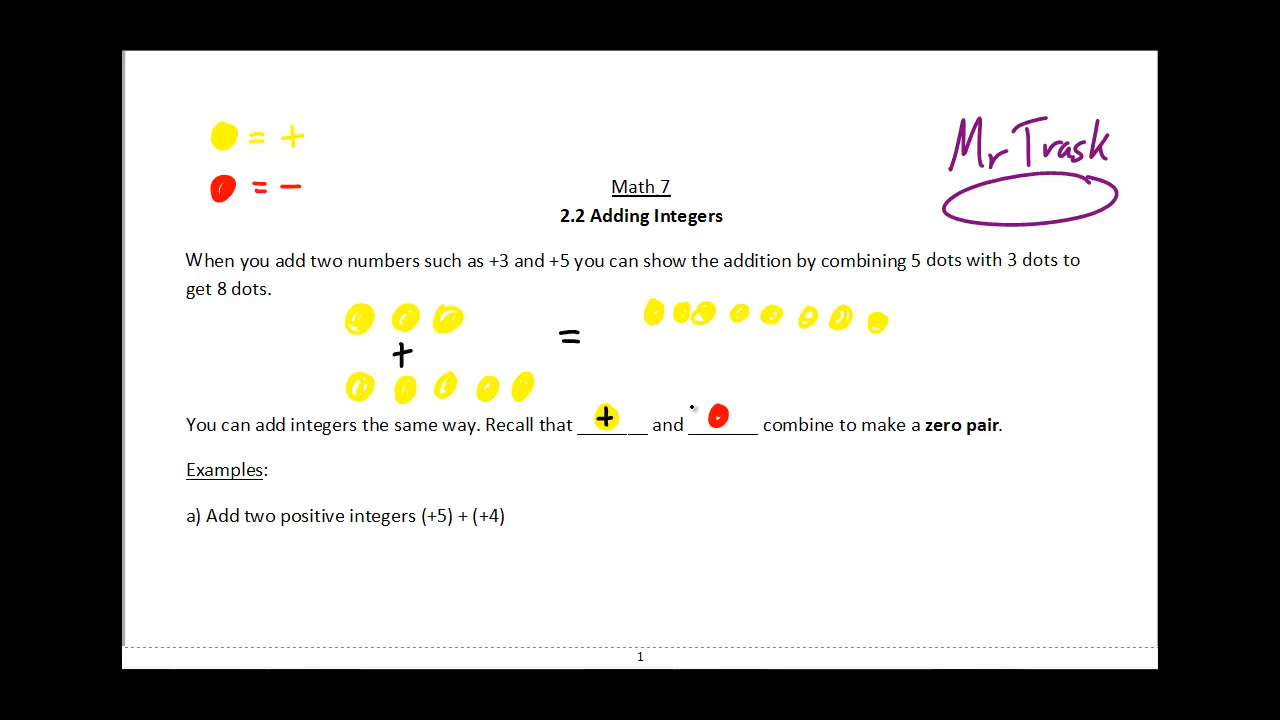 = +
= -
Mr Trask
Math 7
2.2 Adding Integers
When you add two numbers such as +3 and +5 you can show the addition by combining 5 dots with 3 dots to
get 8 dots.
+ =
You can add integers the same way. Recall that ___+___ and _______ combine to make a zero pair.
Examples:
a) Add two positive integers (+5) + (+4)
1